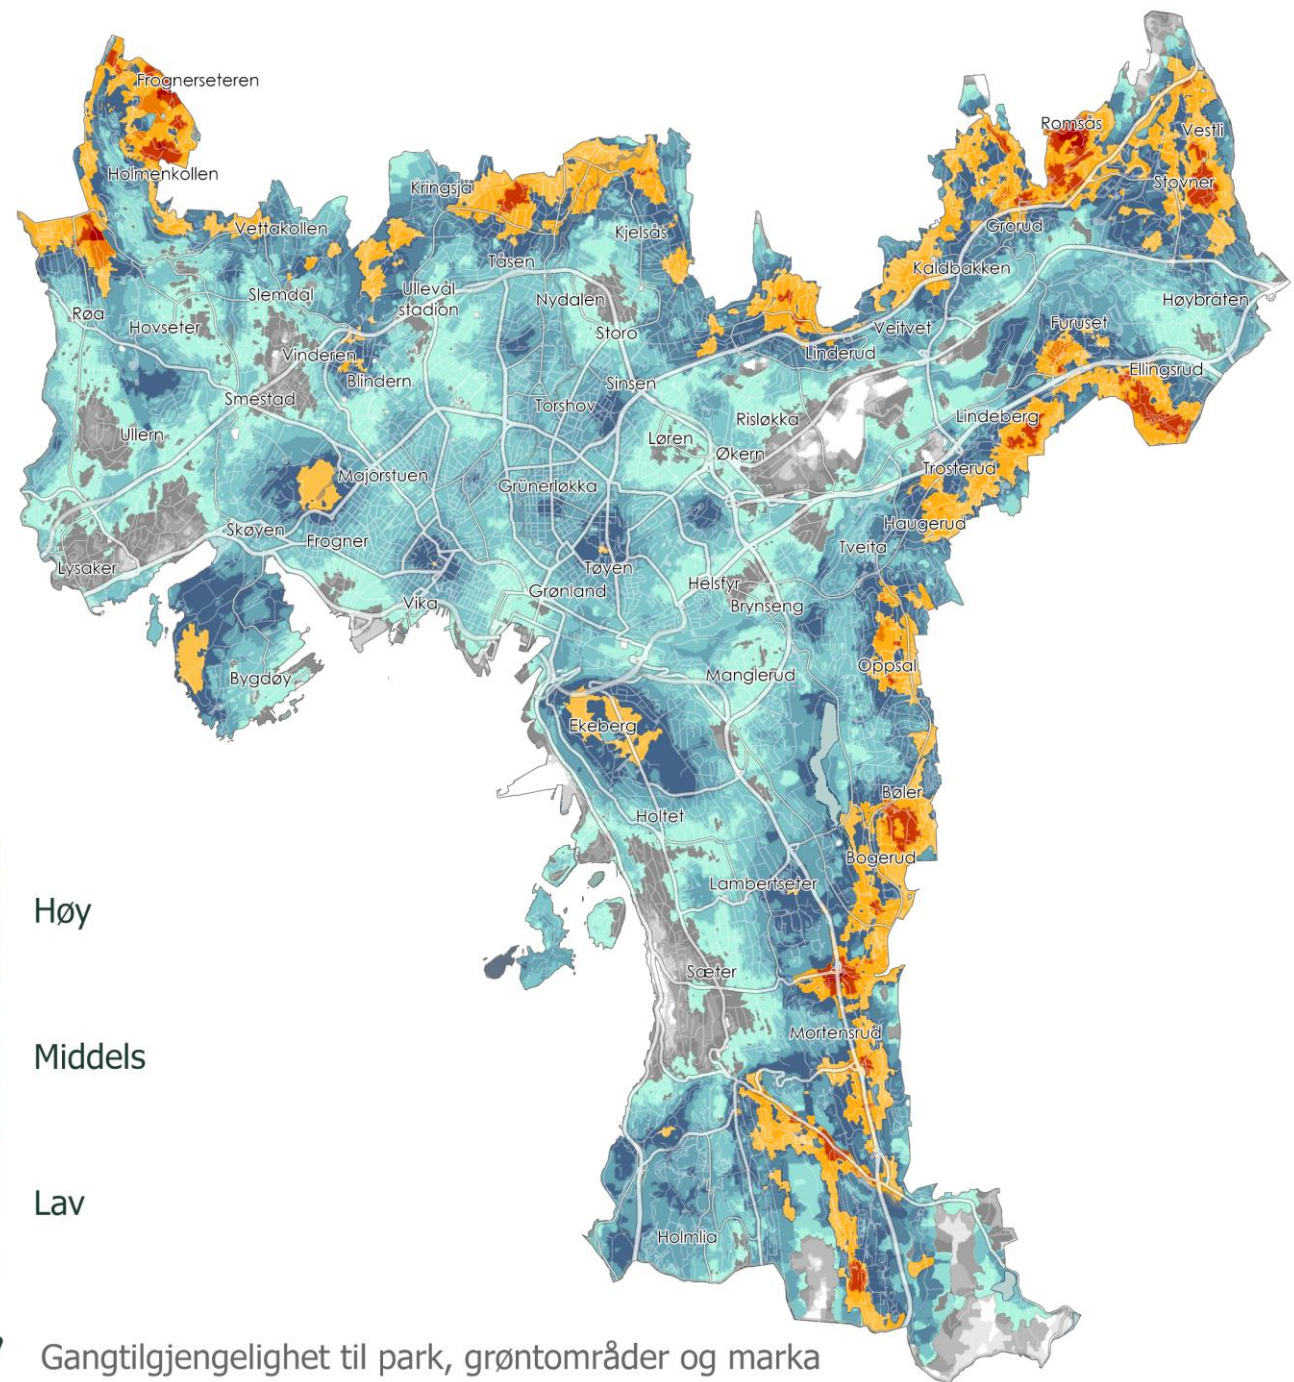 Frognerseteren
Romsås
Vestli
Holmenkollen
Stovner
Kringsjå
Vettakollen
Grorud
Kjelsås
Tåsen
Kaldbakken
Ullevål
stadion
Slemdal
Nydalen
Høybråten
Røa
Hovseter
Storo
Veitvet
Furuset
Vinderen
Linderud
Blindern
Sinsen
Ellingsrud
Smestad
Torshov
Risløkka
Lindeberg
Ullern
Løren
Økern
Majorstuen
Trosterud
Grünerløkka
Skøyen
Frogner
Haugerud
Tveita
Lysaker
Tøyen
Helsfyr
Grønland
Vika
Brynseng
Oppsal
Bygdøy
Manglerud
Ekeberg
Bøler
Holtet
Bogerud
Lambertseter
Høy
Sæter
Mortensrud
Middels
Lav
Holmlia
Gangtilgjengelighet til park, grøntområder og marka